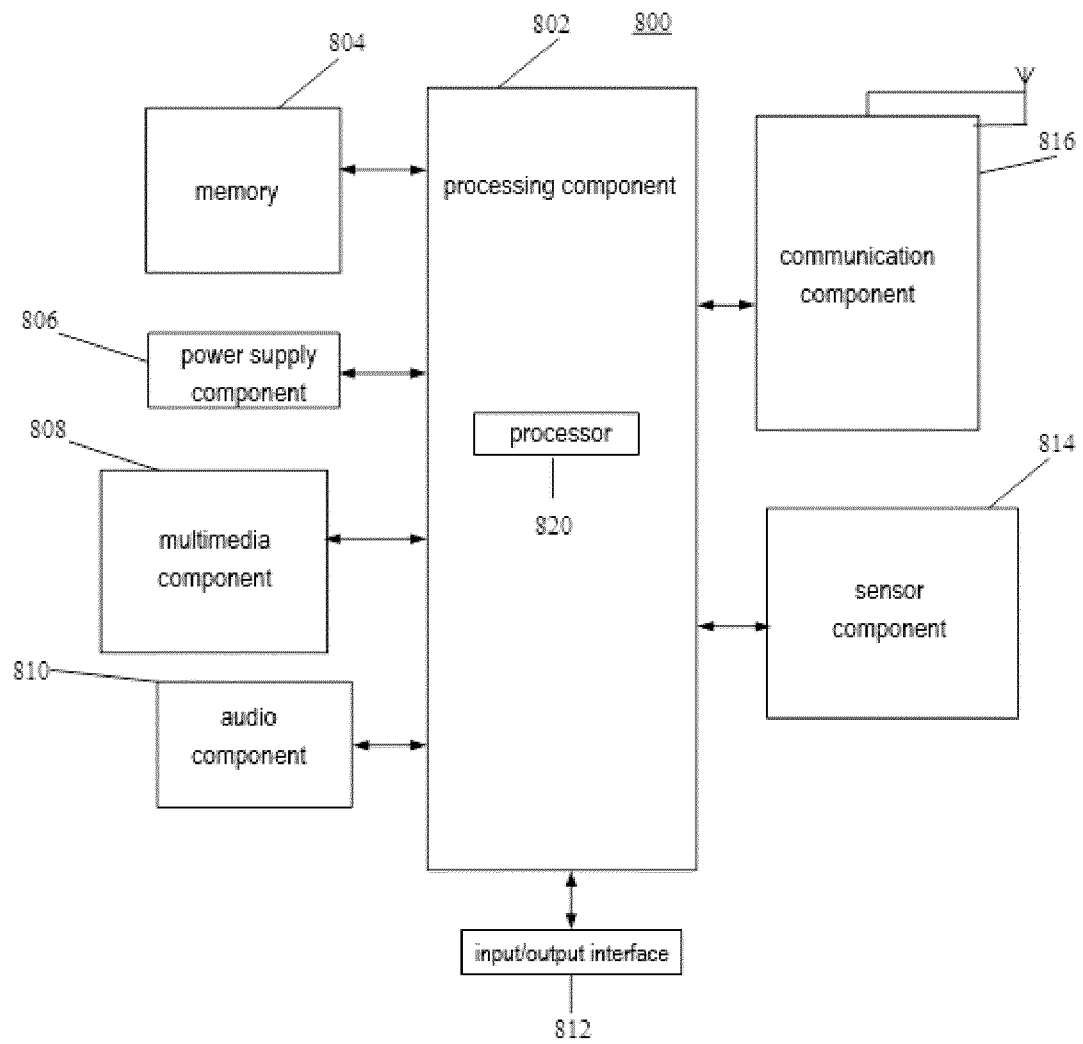 800
802
804
memory
processing component
816
communication
component
806
power supply
component
808
processor
820
814
multimedia
component
sensor
component
810
audio
component
input/output interface
812